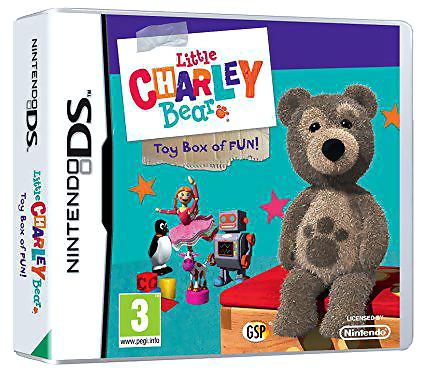 NINTENDO DS
Little
CHARLEY
Bear
Toy Box of FUN!
NINTENDO DS™
Little
CHARLEY
Bear
Toy Box of FUN!
3
www.pegi.info
GSP
LICENSED BY
Nintendo